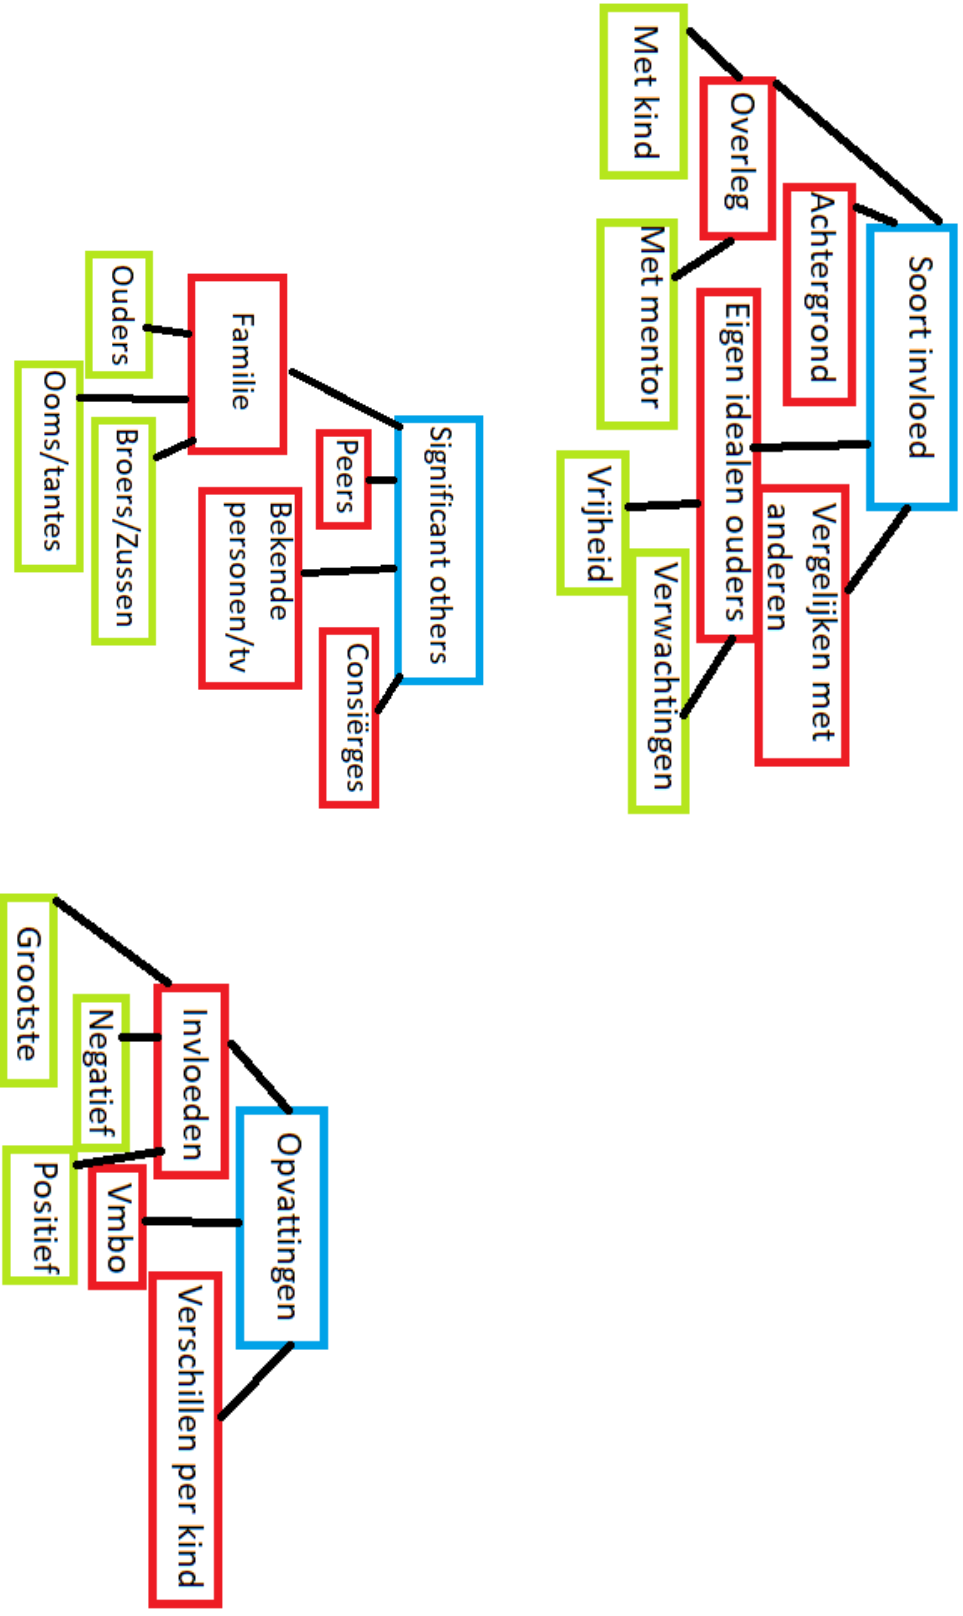 Soort invloed
Overleg
Achtergrond
Eigen idealen ouders
Vergelijken met
anderen
Met kind
Met mentor
Vrijheid
Verwachtingen
Significant others
Familie
Peers
Bekende
personen/tv
Consiërges
Ouders
Ooms/tantes
Broers/Zussen
Opvattingen
Invloeden
Vmbo
Verschillen per kind
Grootste
Negatief
Positief